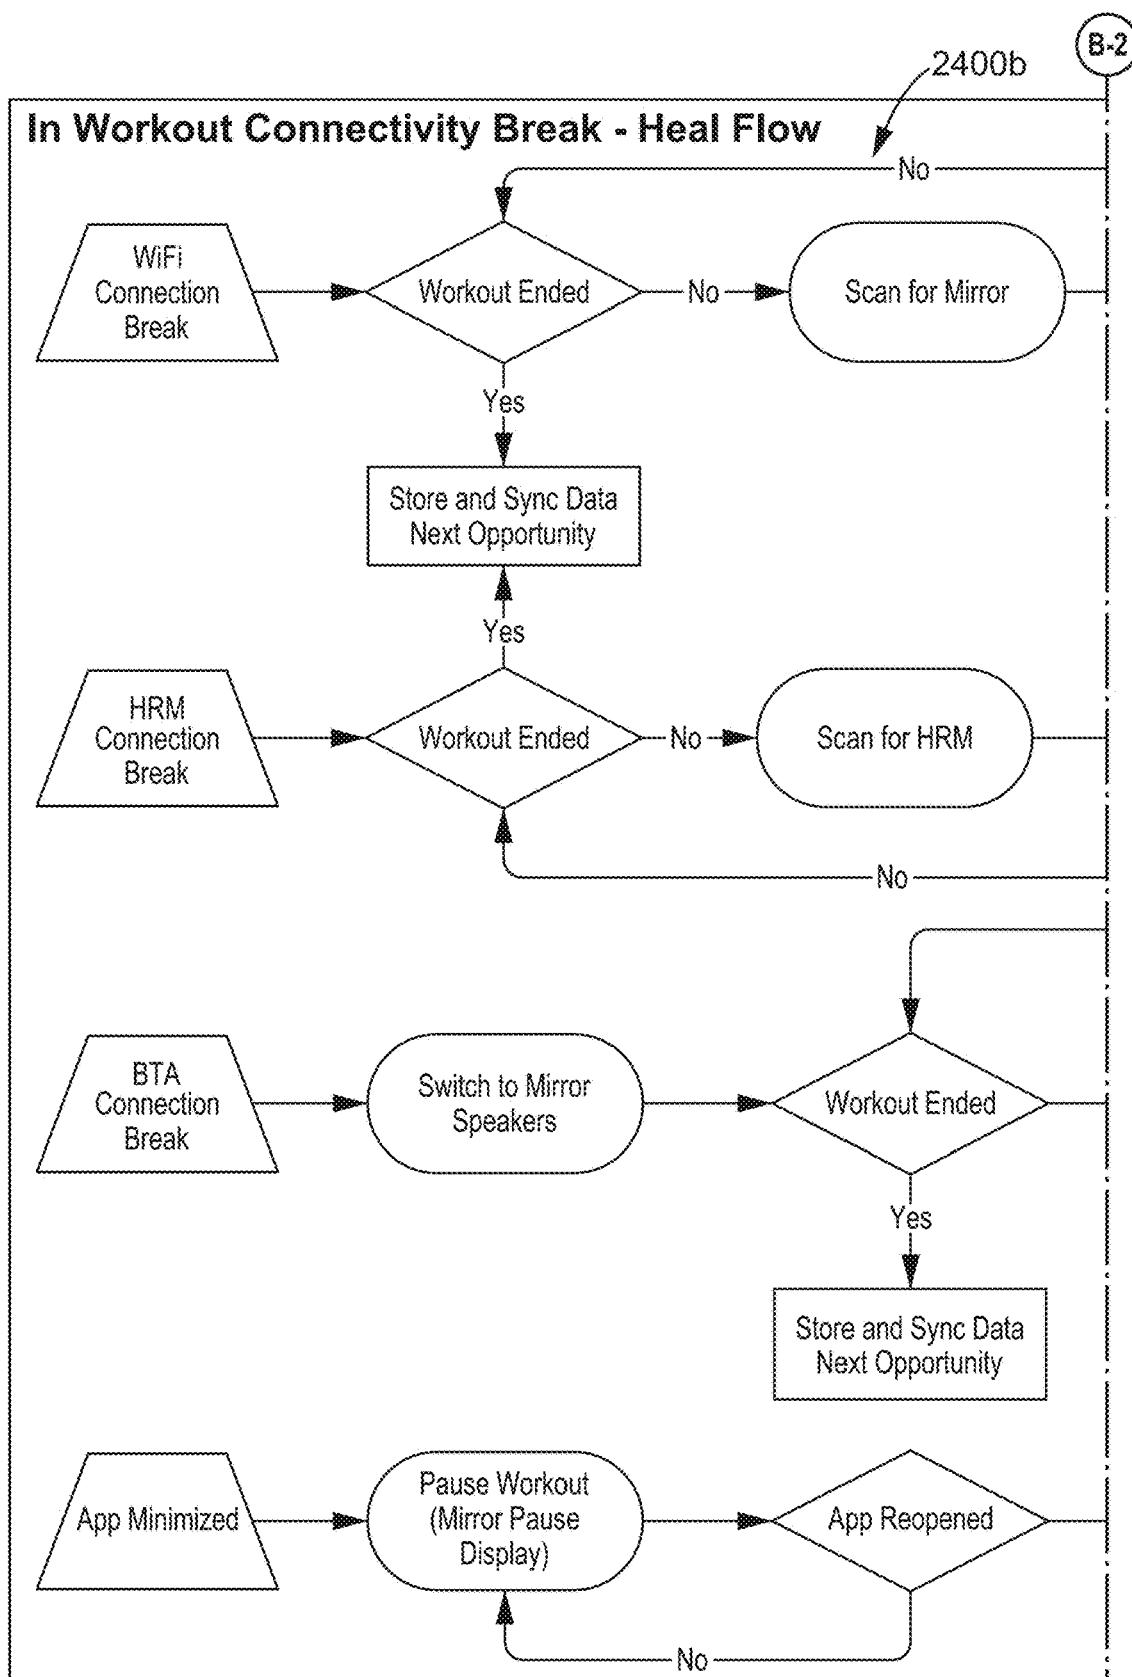 B-2
2400b
In Workout Connectivity Break - Heal Flow
No
WiFi
Connection
Break
Workout Ended
No
Scan for Mirror
Yes
Store and Sync Data
Next Opportunity
Yes
HRM
Connection
Break
Workout Ended
No
Scan for HRM
No
BTA
Connection
Break
Switch to Mirror
Speakers
Workout Ended
Yes
Store and Sync Data
Next Opportunity
App Minimized
Pause Workout
(Mirror Pause
Display)
App Reopened
No